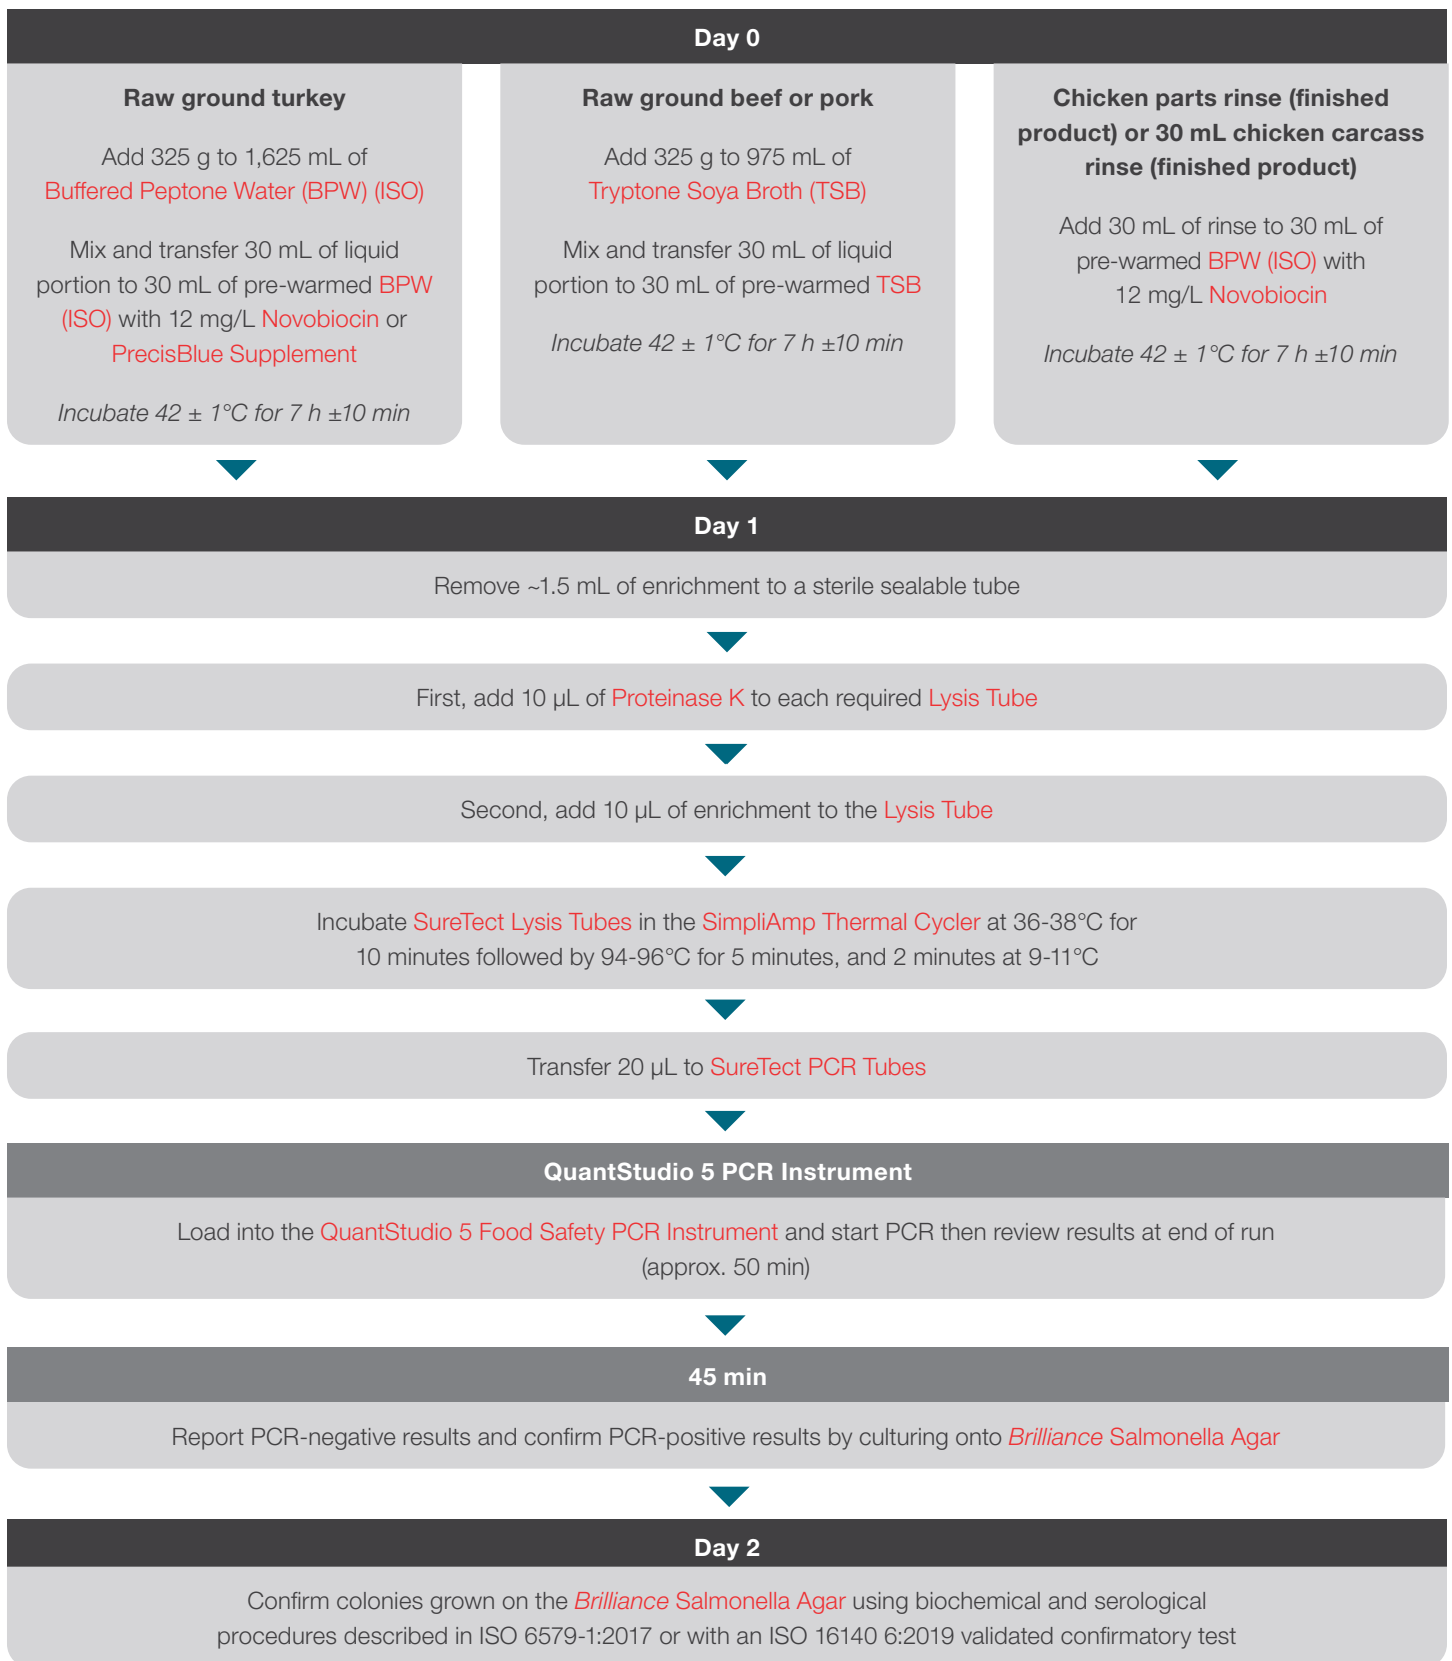 Day 0
Raw ground turkey
Add 325 g to 1,625 mL of
Buffered Peptone Water (BPW) (ISO)
Mix and transfer 30 mL of liquid
portion to 30 mL of pre-warmed BPW
(ISO) with 12 mg/L Novobiocin or
PrecisBlue Supplement
Incubate 42 ± 1°C for 7 h ±10 min
Raw ground beef or pork
Add 325 g to 975 mL of
Tryptone Soya Broth (TSB)
Mix and transfer 30 mL of liquid
portion to 30 mL of pre-warmed TSB
Incubate 42 ± 1°C for 7 h ±10 min
Chicken parts rinse (finished
product) or 30 mL chicken carcass
rinse (finished product)
Add 30 mL of rinse to 30 mL of
pre-warmed BPW (ISO) with
12 mg/L Novobiocin
Incubate 42 ± 1°C for 7 h ±10 min
Day 1
Remove ~1.5 mL of enrichment to a sterile sealable tube
First, add 10 µL of Proteinase K to each required Lysis Tube
Second, add 10 µL of enrichment to the Lysis Tube
Incubate SureTect Lysis Tubes in the SimpliAmp Thermal Cycler at 36-38°C for
10 minutes followed by 94-96°C for 5 minutes, and 2 minutes at 9-11°C
Transfer 20 µL to SureTect PCR Tubes
QuantStudio 5 PCR Instrument
Load into the QuantStudio 5 Food Safety PCR Instrument and start PCR then review results at end of run
(approx. 50 min)
45 min
Report PCR-negative results and confirm PCR-positive results by culturing onto Brilliance Salmonella Agar
Day 2
Confirm colonies grown on the Brilliance Salmonella Agar using biochemical and serological
procedures described in ISO 6579-1:2017 or with an ISO 16140 6:2019 validated confirmatory test